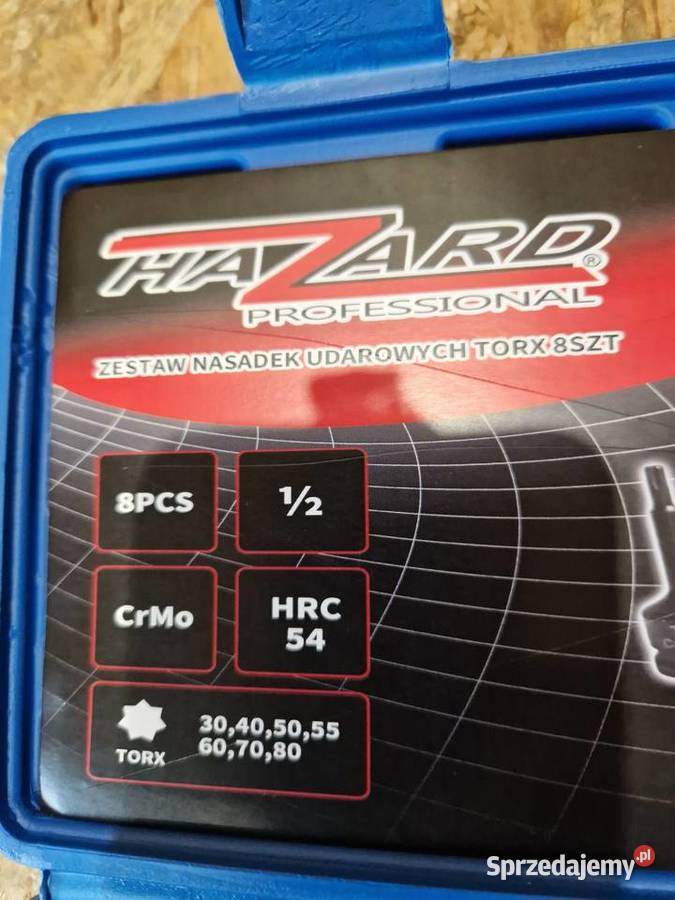 HAZARD®
PROFESSIONAL
ZESTAW NASADEK UDAROWYCH TORX 8SZT
8PCS
½
CrMo
HRC
54
TORX
30,40,50,55
60,70,80
Sprzedajemy.pl